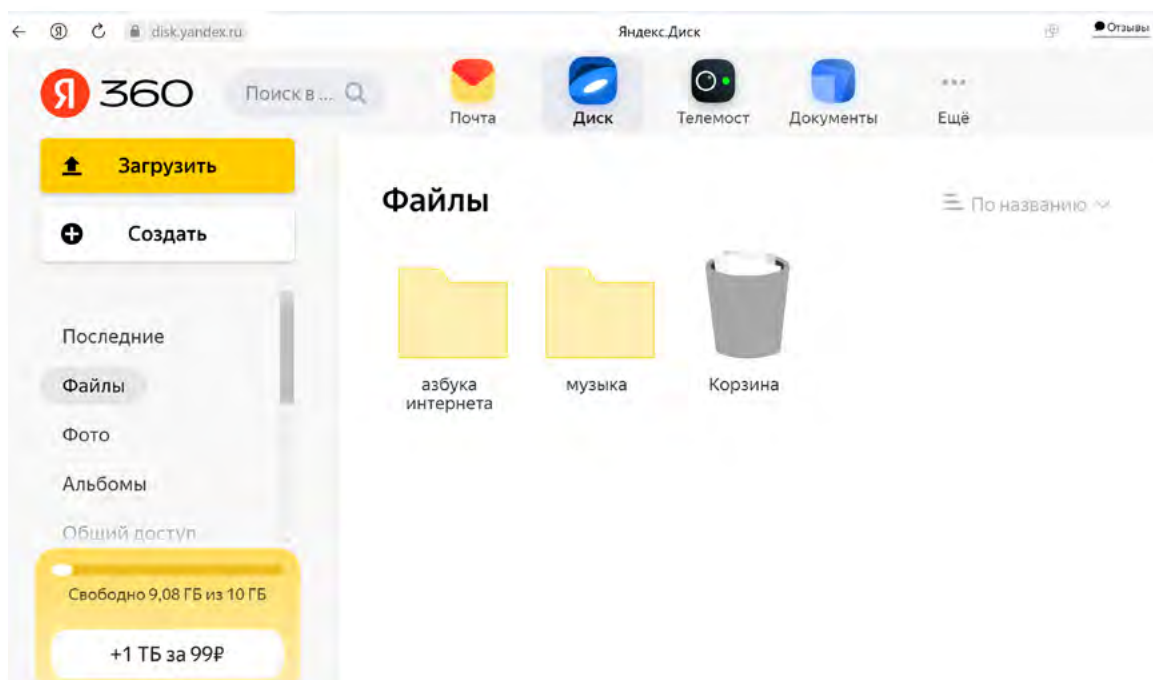 disk.yandex.ru
Яндекс.Диск
Отзывы
Я 360
Поиск в ...
Почта
Диск
Телемост
Документы
Ещё
Загрузить
Создать
Последние
Файлы
Фото
Альбомы
Общий доступ
Свободно 9,08 ГБ из 10 ГБ
+1 ТБ за 99₽
Файлы
По названию
азбука
интернета
музыка
Корзина